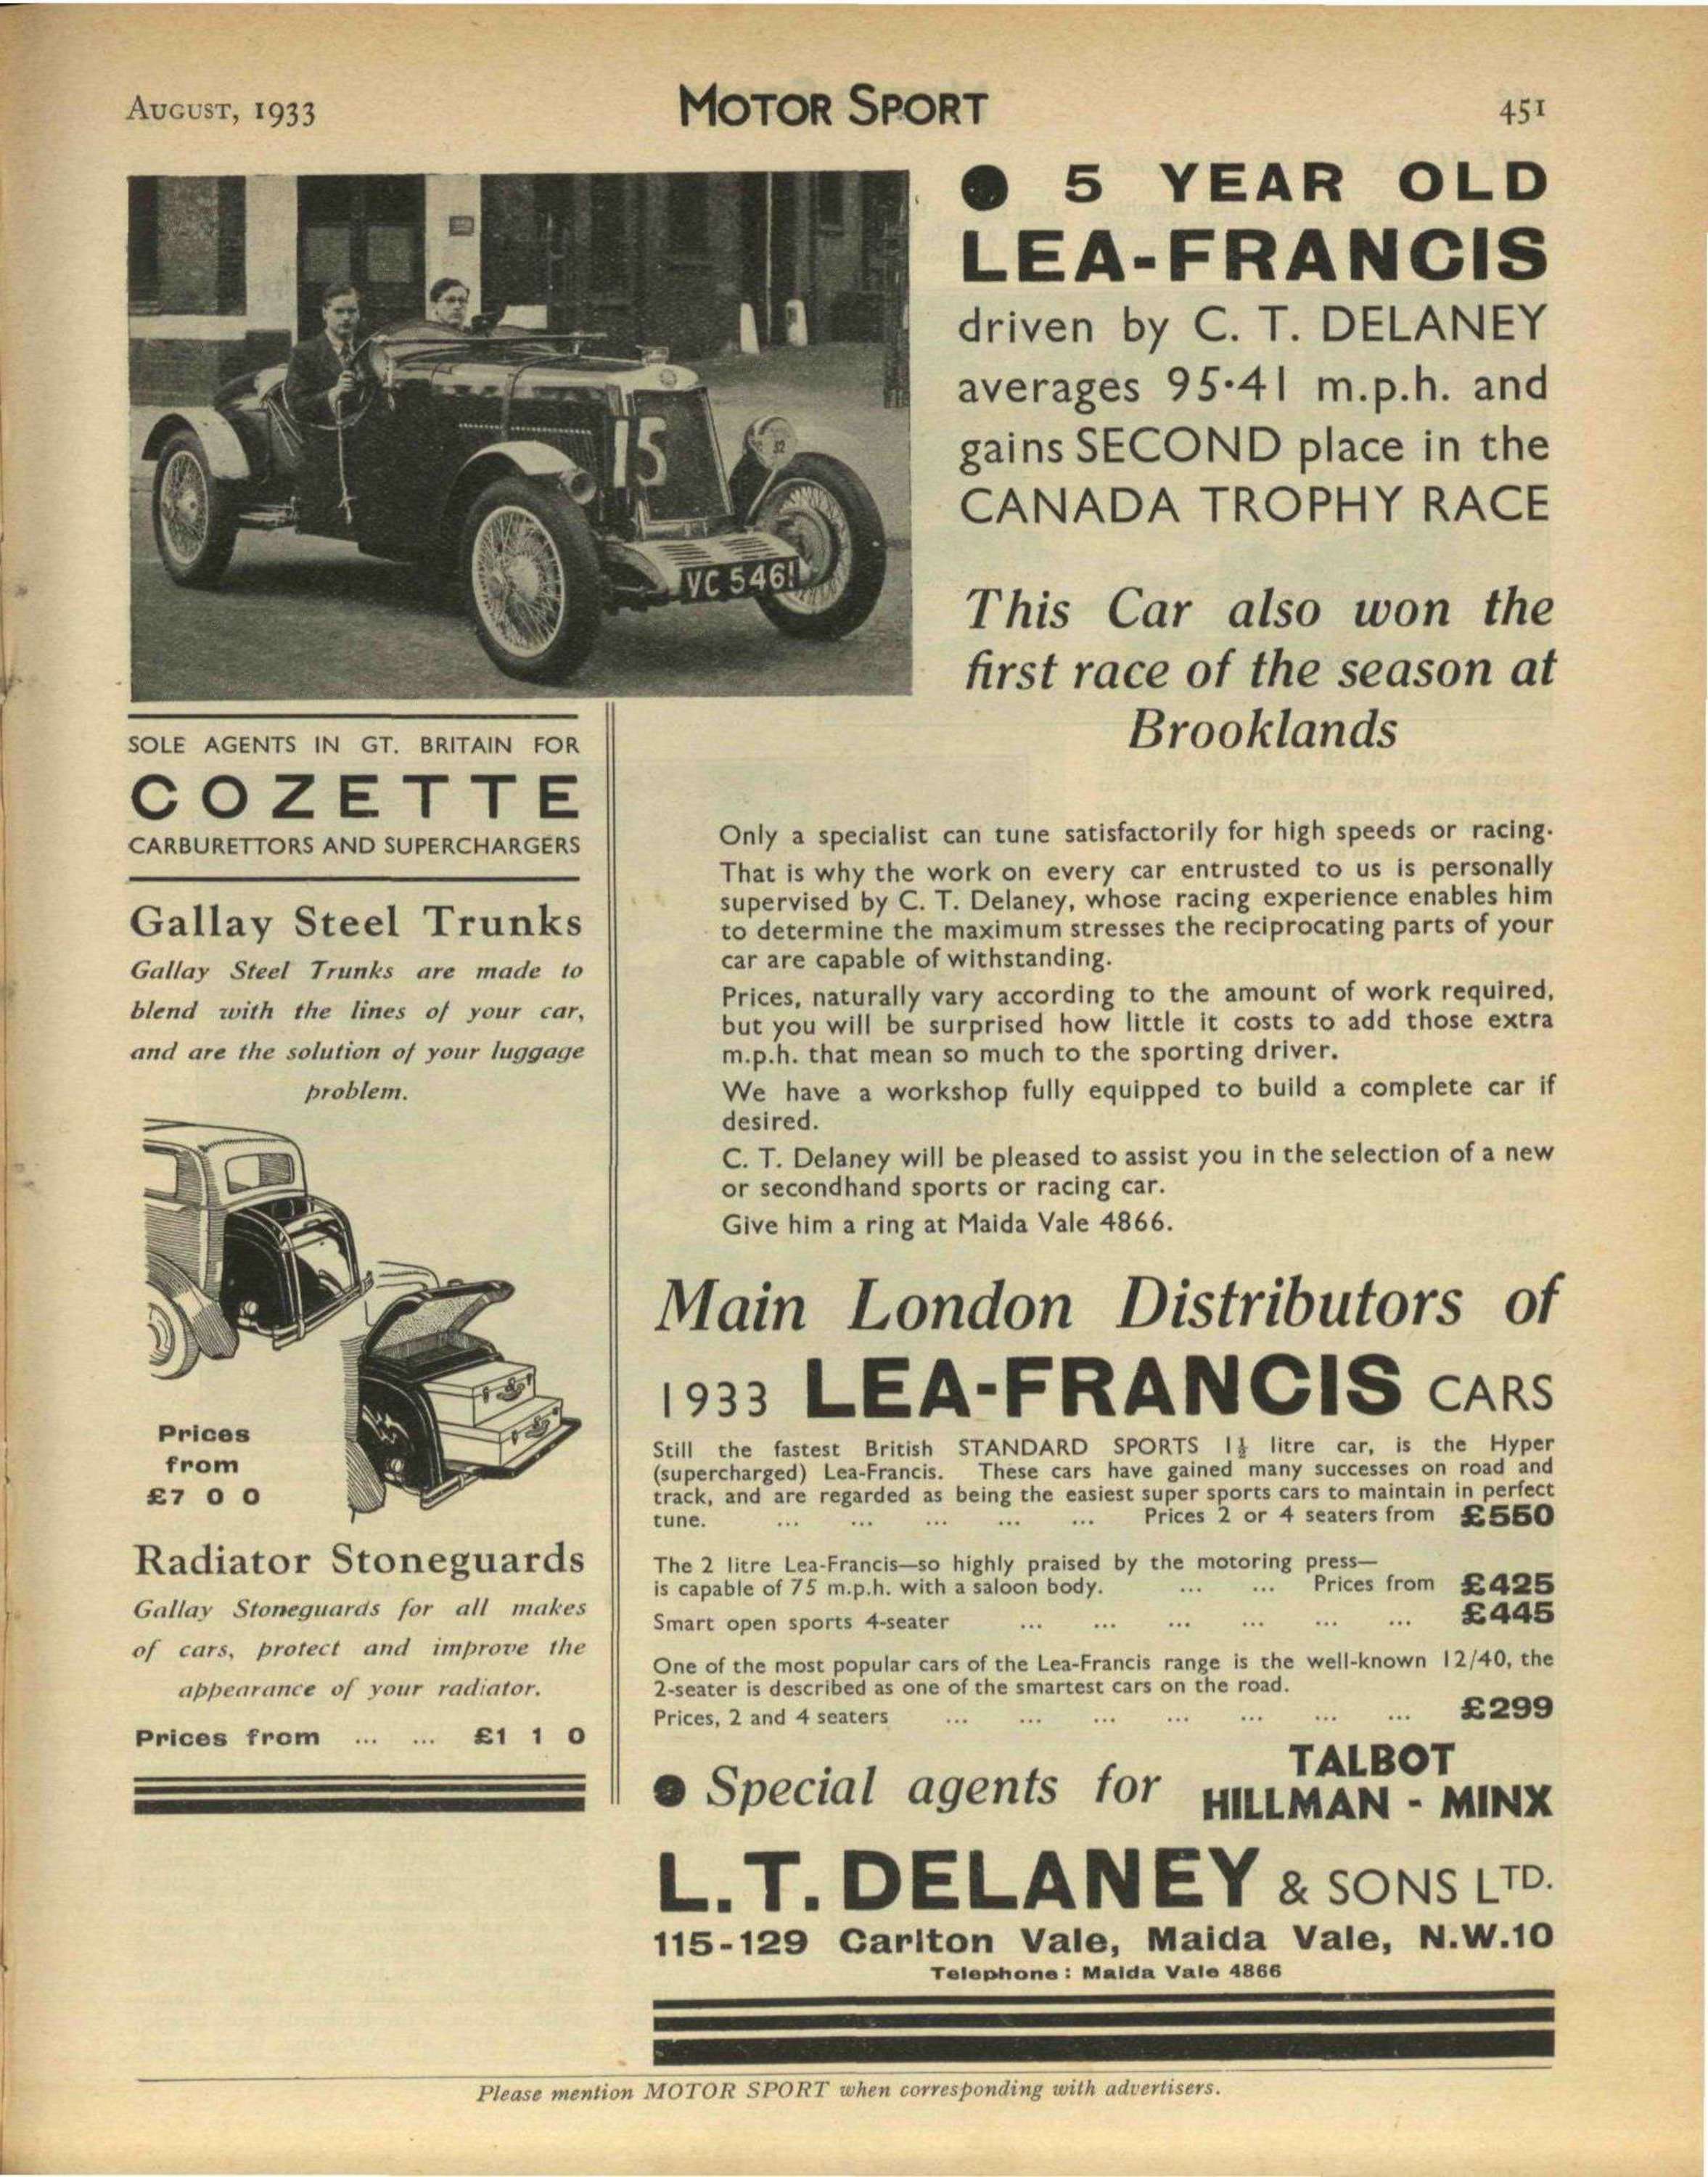 AUGUST, 1933
MOTOR SPORT
451
15
VC 5461
● 5 YEAR OLD
LEA-FRANCIS
driven by C. T. DELANEY
averages 95·41 m.p.h. and
gains SECOND place in the
CANADA TROPHY RACE
This Car also won the
first race of the season at
Brooklands
SOLE AGENTS IN GT. BRITAIN FOR
COZETTE
CARBURETTORS AND SUPERCHARGERS
Gallay Steel Trunks
Gallay Steel Trunks are made to
blend with the lines of your car,
and are the solution of your luggage
problem.
Prices
from
£7 0 0
Radiator Stoneguards
Gallay Stoneguards for all makes
of cars, protect and improve the
appearance of your radiator.
Prices from ... ... £1 1 0
Only a specialist can tune satisfactorily for high speeds or racing.
That is why the work on every car entrusted to us is personally
supervised by C. T. Delaney, whose racing experience enables him
to determine the maximum stresses the reciprocating parts of your
car are capable of withstanding.
Prices, naturally vary according to the amount of work required,
but you will be surprised how little it costs to add those extra
m.p.h. that mean so much to the sporting driver.
We have a workshop fully equipped to build a complete car if
desired.
C. T. Delaney will be pleased to assist you in the selection of a new
or secondhand sports or racing car.
Give him a ring at Maida Vale 4866.
Main London Distributors of
1933 LEA-FRANCIS CARS
Still the fastest British STANDARD SPORTS 1½ litre car, is the Hyper
(supercharged) Lea-Francis. These cars have gained many successes on road and
track, and are regarded as being the easiest super sports cars to maintain in perfect
tune. ... ... ... ... ... Prices 2 or 4 seaters from £550
The 2 litre Lea-Francis—so highly praised by the motoring press—
is capable of 75 m.p.h. with a saloon body. ... ... Prices from £425
Smart open sports 4-seater ... ... ... ... ... ... £445
One of the most popular cars of the Lea-Francis range is the well-known 12/40, the
2-seater is described as one of the smartest cars on the road.
Prices, 2 and 4 seaters ... ... ... ... ... ... ... £299
● Special agents for TALBOT
HILLMAN - MINX
L. T. DELANEY & SONS LTD.
115-129 Carlton Vale, Maida Vale, N.W.10
Telephone : Maida Vale 4866
Please mention MOTOR SPORT when corresponding with advertisers.